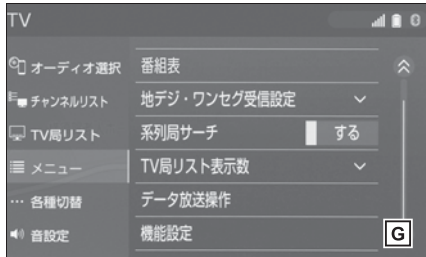 TV
オーディオ選択
チャンネルリスト
TV局リスト
メニュー
各種切替
音設定
番組表
地デジ・ワンセグ受信設定
系列局サーチ
する
TV局リスト表示数
データ放送操作
機能設定
G